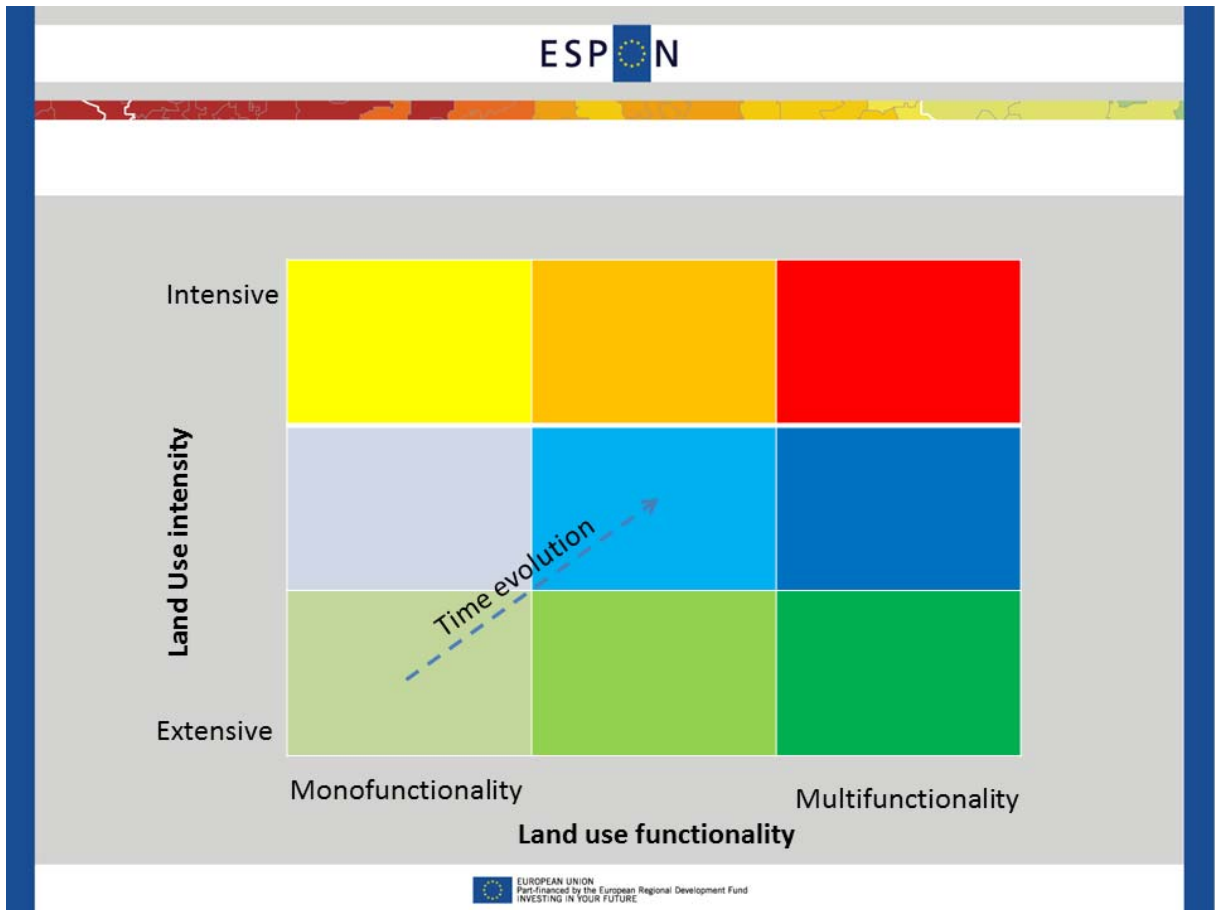 ESPON
Intensive
Land Use intensity
Time evolution
Extensive
Monofunctionality
Multifunctionality
Land use functionality
EUROPEAN UNION
Part-financed by the European Regional Development Fund
INVESTING IN YOUR FUTURE